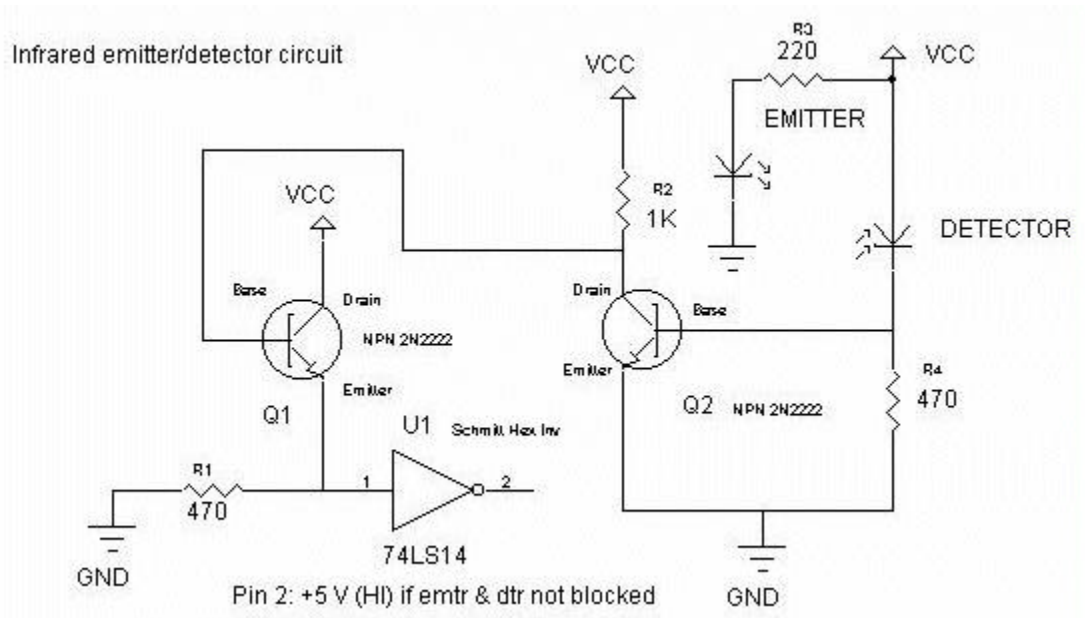 Infrared emitter/detector circuit
R3
220
VCC
VCC
EMITTER
R2
1K
VCC
DETECTOR
Base
Drain
Drain
Base
NPN 2N2222
Emitter
Emitter
R4
470
Q1
Q2
NPN 2N2222
U1
Schmitt Hex Inv
R1
470
1
2
74LS14
GND
Pin 2: +5 V (HI) if emtr & dtr not blocked
GND